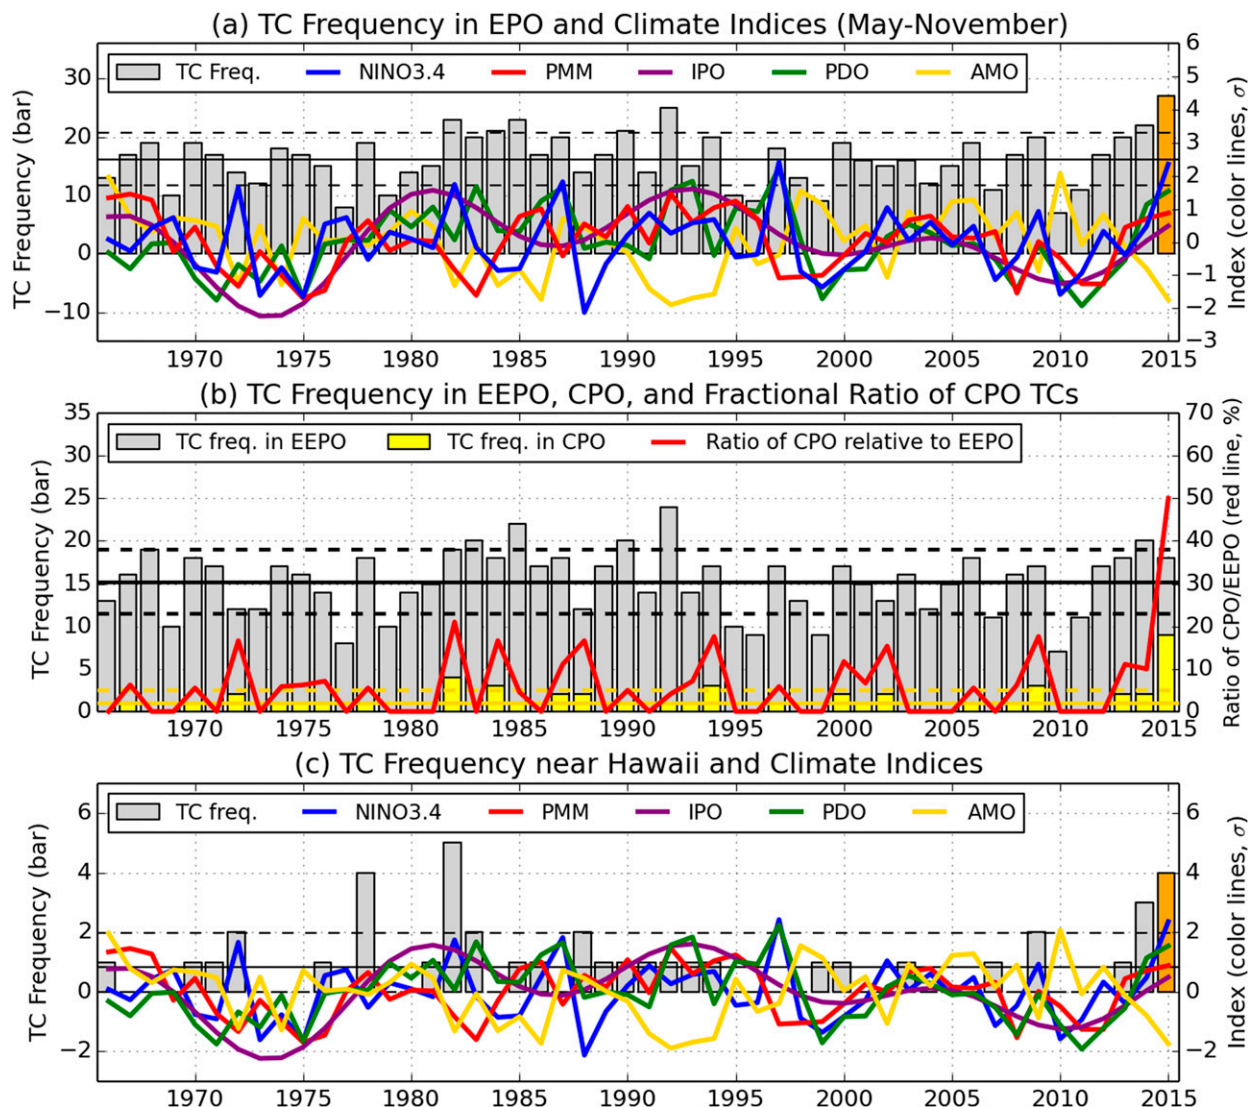 (a) TC Frequency in EPO and Climate Indices (May-November)
TC Freq. NINO3.4 PMM IPO PDO AMO
TC Frequency (bar)
30
20
10
0
−10
Index (color lines, σ)
6
5
4
3
2
1
0
−1
−2
−3
1970 1975 1980 1985 1990 1995 2000 2005 2010 2015
(b) TC Frequency in EEPO, CPO, and Fractional Ratio of CPO TCs
TC freq. in EEPO TC freq. in CPO Ratio of CPO relative to EEPO
TC Frequency (bar)
35
30
25
20
15
10
5
0
Ratio of CPO/EEPO (red line, %)
70
60
50
40
30
20
10
0
1970 1975 1980 1985 1990 1995 2000 2005 2010 2015
(c) TC Frequency near Hawaii and Climate Indices
TC freq. NINO3.4 PMM IPO PDO AMO
TC Frequency (bar)
6
4
2
0
−2
Index (color lines, σ)
6
4
2
0
−2
1970 1975 1980 1985 1990 1995 2000 2005 2010 2015